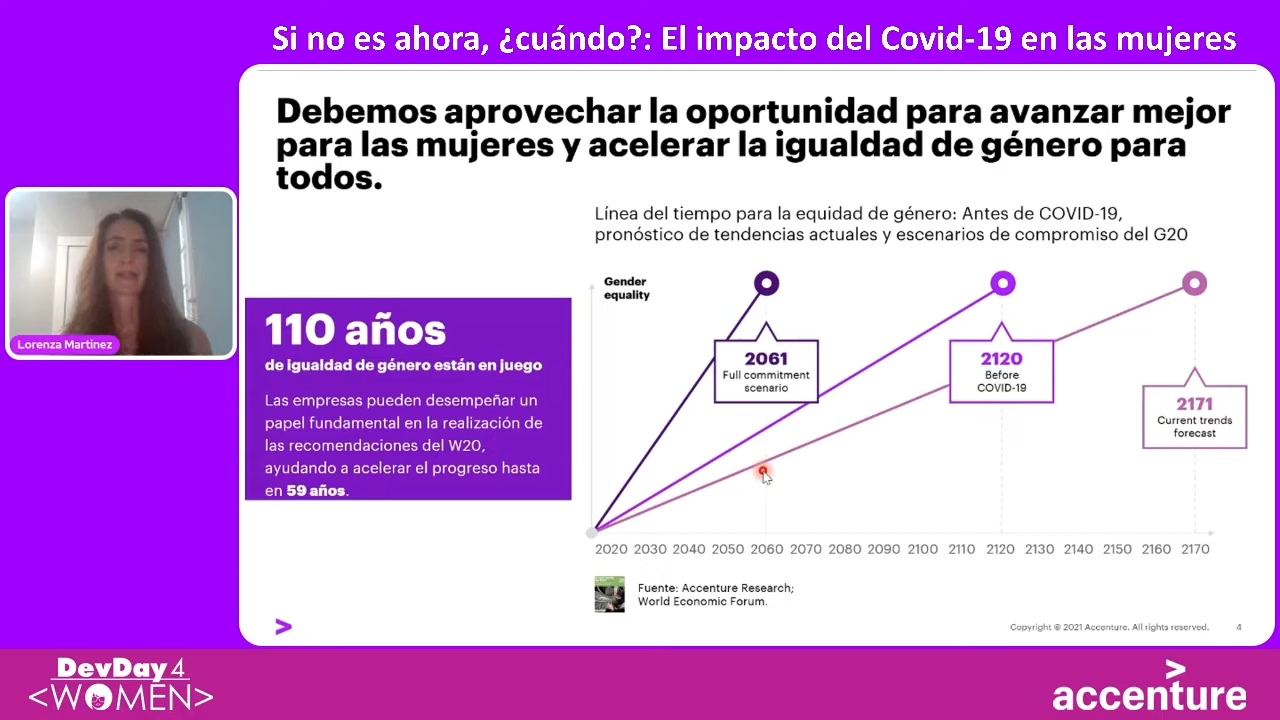 Si no es ahora, ¿cuándo?: El impacto del Covid-19 en las mujeres
Debemos aprovechar la oportunidad para avanzar mejor
para las mujeres y acelerar la igualdad de género para
todos.
Lorenza Martinez
110 años
de igualdad de género están en juego
Las empresas pueden desempeñar un
papel fundamental en la realización de
las recomendaciones del W20,
ayudando a acelerar el progreso hasta
en 59 años.
Línea del tiempo para la equidad de género: Antes de COVID-19,
pronóstico de tendencias actuales y escenarios de compromiso del G20
Gender
equality
2061
Full commitment
scenario
2120
Before
COVID-19
2171
Current trends
forecast
2020 2030 2040 2050 2060 2070 2080 2090 2100 2110 2120 2130 2140 2150 2160 2170
Fuente: Accenture Research;
World Economic Forum.
Copyright © 2021 Accenture. All rights reserved. 4
DevDay4
<WOMEN>
accenture